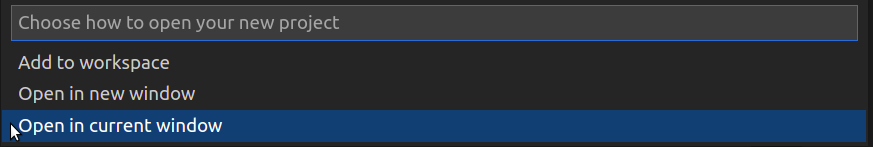 Choose how to open your new project
Add to workspace
Open in new window
Open in current window